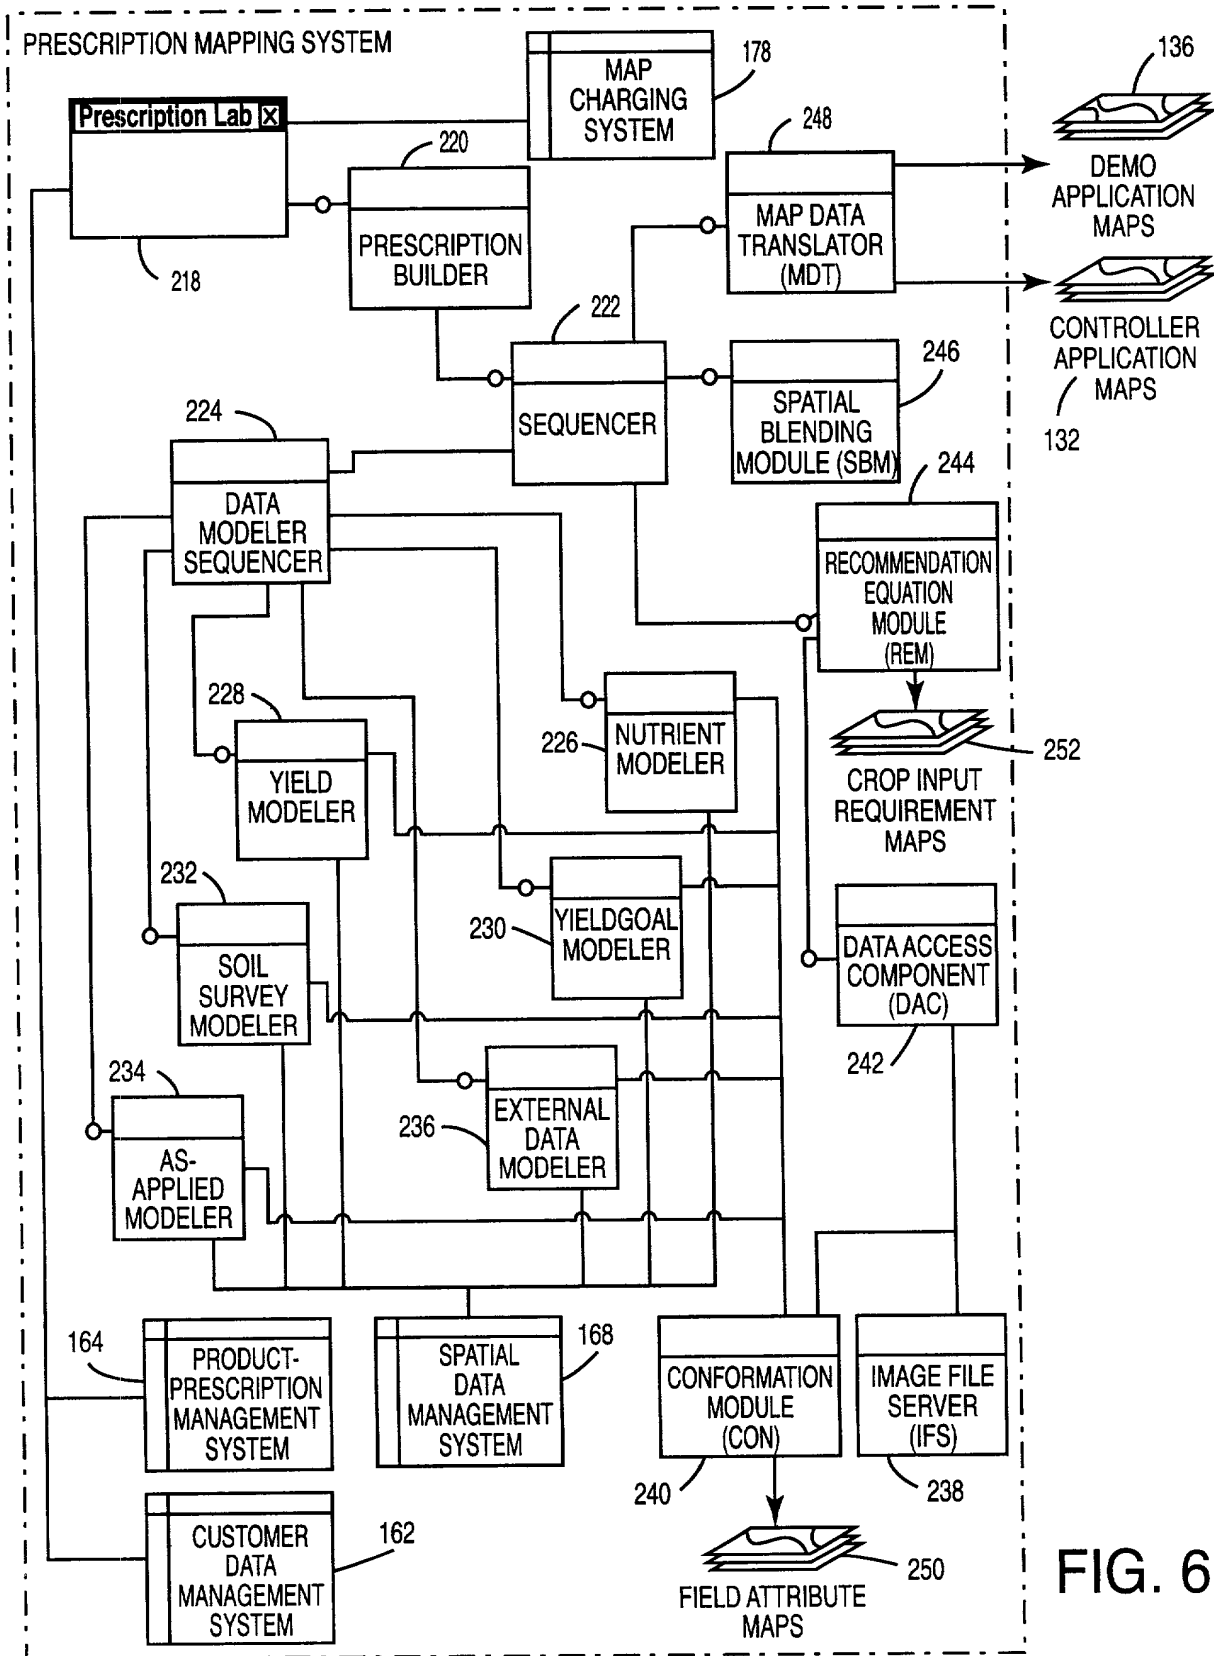 PRESCRIPTION MAPPING SYSTEM
Prescription Lab X
218
MAP
CHARGING
SYSTEM
178
136
DEMO
APPLICATION
MAPS
220
PRESCRIPTION
BUILDER
248
MAP DATA
TRANSLATOR
(MDT)
CONTROLLER
APPLICATION
MAPS
132
222
SEQUENCER
246
SPATIAL
BLENDING
MODULE (SBM)
224
DATA
MODELER
SEQUENCER
244
RECOMMENDATION
EQUATION
MODULE
(REM)
252
CROP INPUT
REQUIREMENT
MAPS
228
YIELD
MODELER
226
NUTRIENT
MODELER
232
SOIL
SURVEY
MODELER
230
YIELDGOAL
MODELER
DATA ACCESS
COMPONENT
(DAC)
242
234
AS-
APPLIED
MODELER
236
EXTERNAL
DATA
MODELER
164
PRODUCT-
PRESCRIPTION
MANAGEMENT
SYSTEM
168
SPATIAL
DATA
MANAGEMENT
SYSTEM
CONFORMATION
MODULE
(CON)
240
IMAGE FILE
SERVER
(IFS)
238
162
CUSTOMER
DATA
MANAGEMENT
SYSTEM
250
FIELD ATTRIBUTE
MAPS
FIG. 6